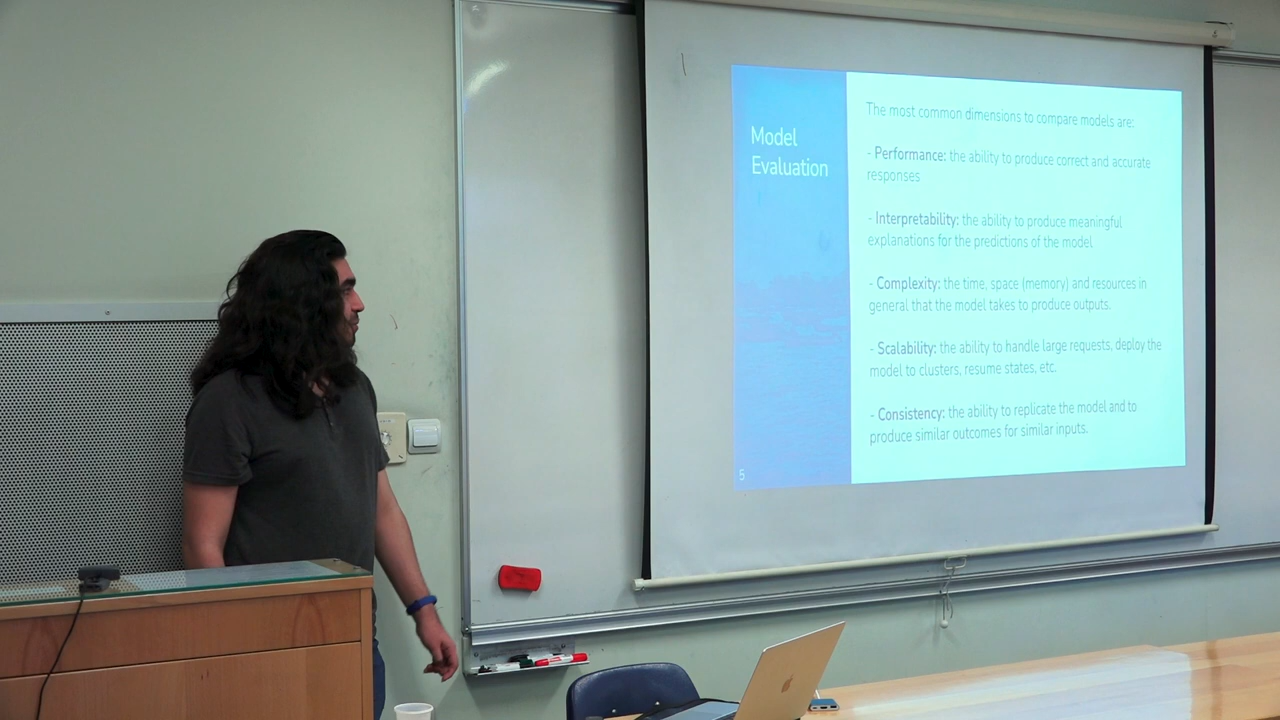 Model
Evaluation
The most common dimensions to compare models are:
- Performance: the ability to produce correct and accurate
responses
- Interpretability: the ability to produce meaningful
explanations for the predictions of the model
- Complexity: the time, space (memory) and resources in
general that the model takes to produce outputs.
- Scalability: the ability to handle large requests, deploy the
model to clusters, resume states, etc.
- Consistency: the ability to replicate the model and to
produce similar outcomes for similar inputs.
5